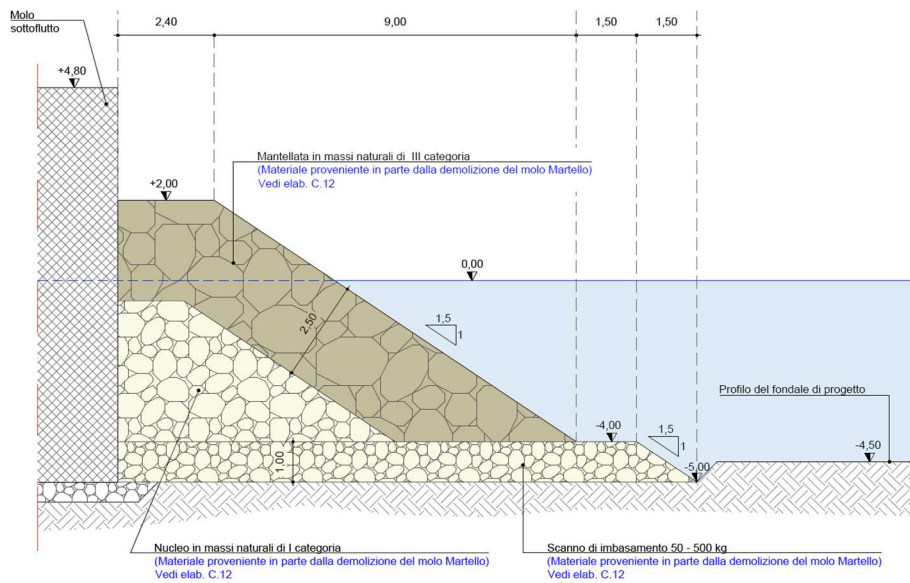 Molo
sottoflutto
2,40
9,00
1,50
1,50
+4,80
Mantellata in massi naturali di III categoria
(Materiale proveniente in parte dalla demolizione del molo Martello)
Vedi elab. C.12
+2,00
0,00
2,50
1,5
1
Profilo del fondale di progetto
-4,00
1,5
1
-4,50
1,00
-5,00
Nucleo in massi naturali di I categoria
(Materiale proveniente in parte dalla demolizione del molo Martello)
Vedi elab. C.12
Scanno di imbasamento 50 - 500 kg
(Materiale proveniente in parte dalla demolizione del molo Martello)
Vedi elab. C.12